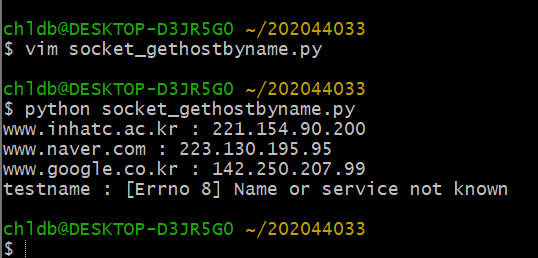 chldb@DESKTOP-D3JR5G0 ~/202044033
$ vim socket_gethostbyname.py
chldb@DESKTOP-D3JR5G0 ~/202044033
$ python socket_gethostbyname.py
www.inhatc.ac.kr : 221.154.90.200
www.naver.com : 223.130.195.95
www.google.co.kr : 142.250.207.99
testname : [Errno 8] Name or service not known
chldb@DESKTOP-D3JR5G0 ~/202044033
$